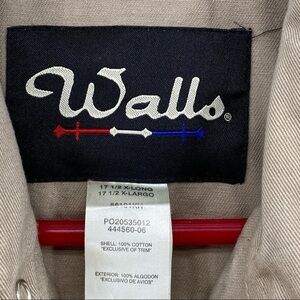 Walls®
17 1/2 X-LONG
17 1/2 X-LARGO
PO20535012
444560-06
SHELL: 100% COTTON
"EXCLUSIVE OF TRIM"
EXTERIOR: 100% ALGODON
"EXCLUSIVO DE AVIOS"